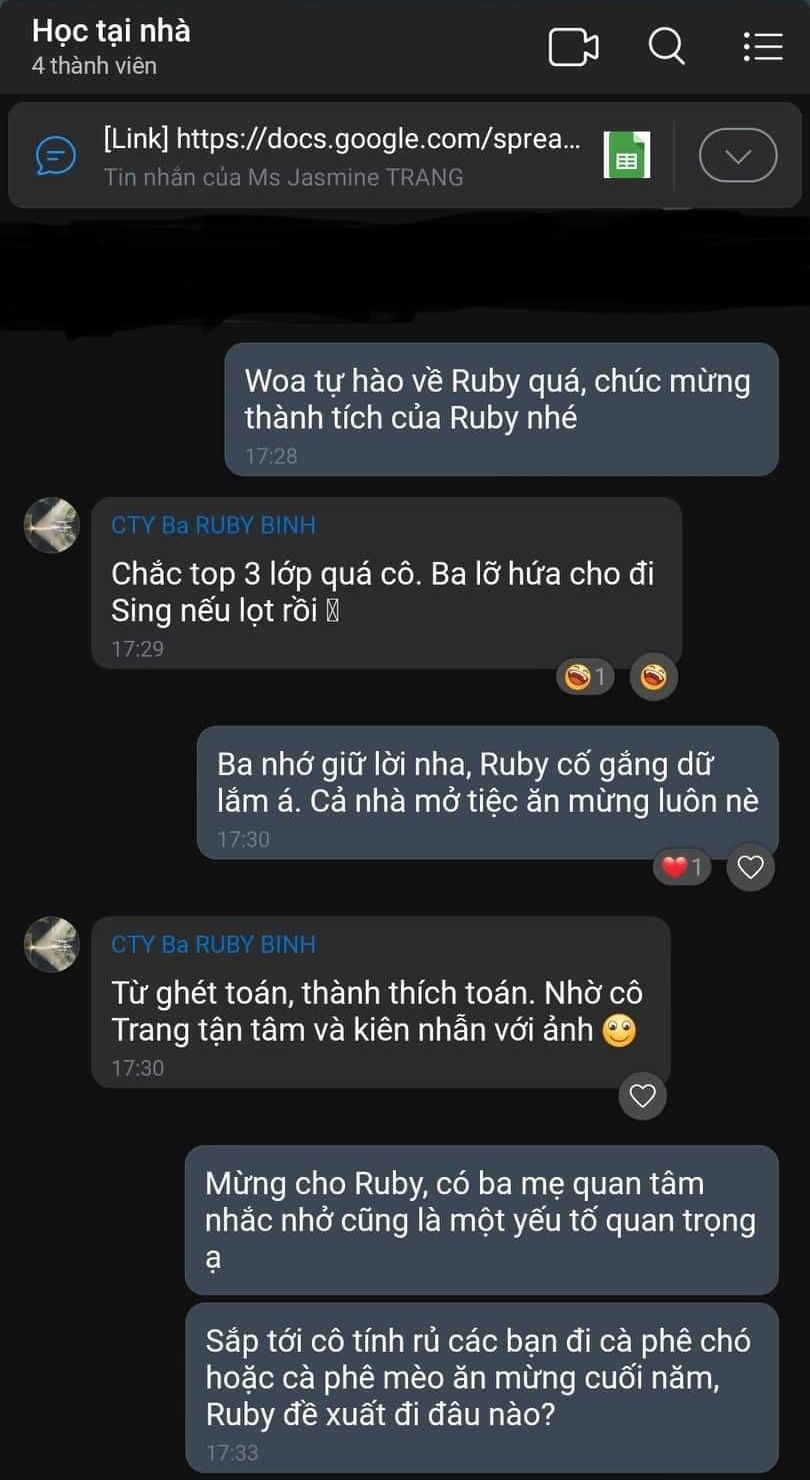 Học tại nhà
4 thành viên
[Link] https://docs.google.com/sprea...
Tin nhắn của Ms Jasmine TRANG
Woa tự hào về Ruby quá, chúc mừng
thành tích của Ruby nhé
17:28
CTY Ba RUBY BINH
Chắc top 3 lớp quá cô. Ba lỡ hứa cho đi
Sing nếu lọt rồi
17:29
1
Ba nhớ giữ lời nha, Ruby cố gắng dữ
lắm á. Cả nhà mở tiệc ăn mừng luôn nè
17:30
1
CTY Ba RUBY BINH
Từ ghét toán, thành thích toán. Nhờ cô
Trang tận tâm và kiên nhẫn với ảnh 🙂
17:30
Mừng cho Ruby, có ba mẹ quan tâm
nhắc nhở cũng là một yếu tố quan trọng
ạ
Sắp tới cô tính rủ các bạn đi cà phê chó
hoặc cà phê mèo ăn mừng cuối năm,
Ruby đề xuất đi đâu nào?
17:33